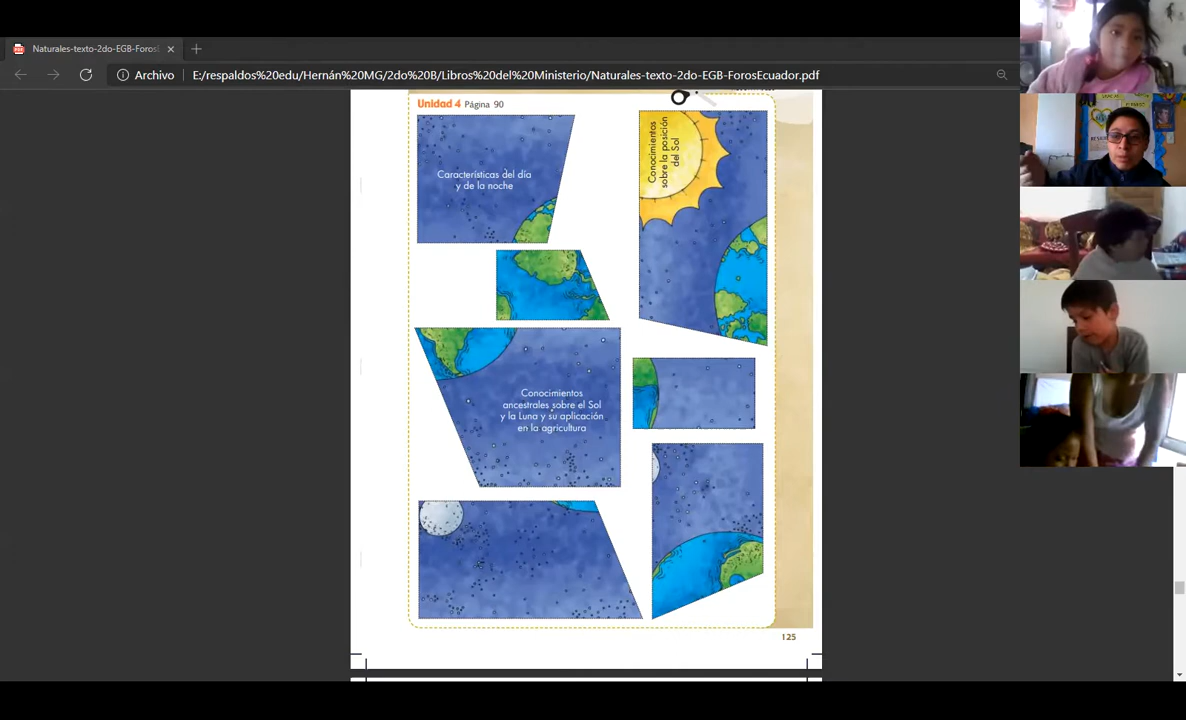 Naturales-texto-2do-EGB-Foros
Archivo
E:/respaldos%20edu/Hernán%20MG/2do%20B/Libros%20del%20Ministerio/Naturales-texto-2do-EGB-ForosEcuador.pdf
Unidad 4 Página 90
Características del día
y de la noche
Conocimientos
sobre la posición
del Sol
Conocimientos
ancestrales sobre el Sol
y la Luna y su aplicación
en la agricultura
125